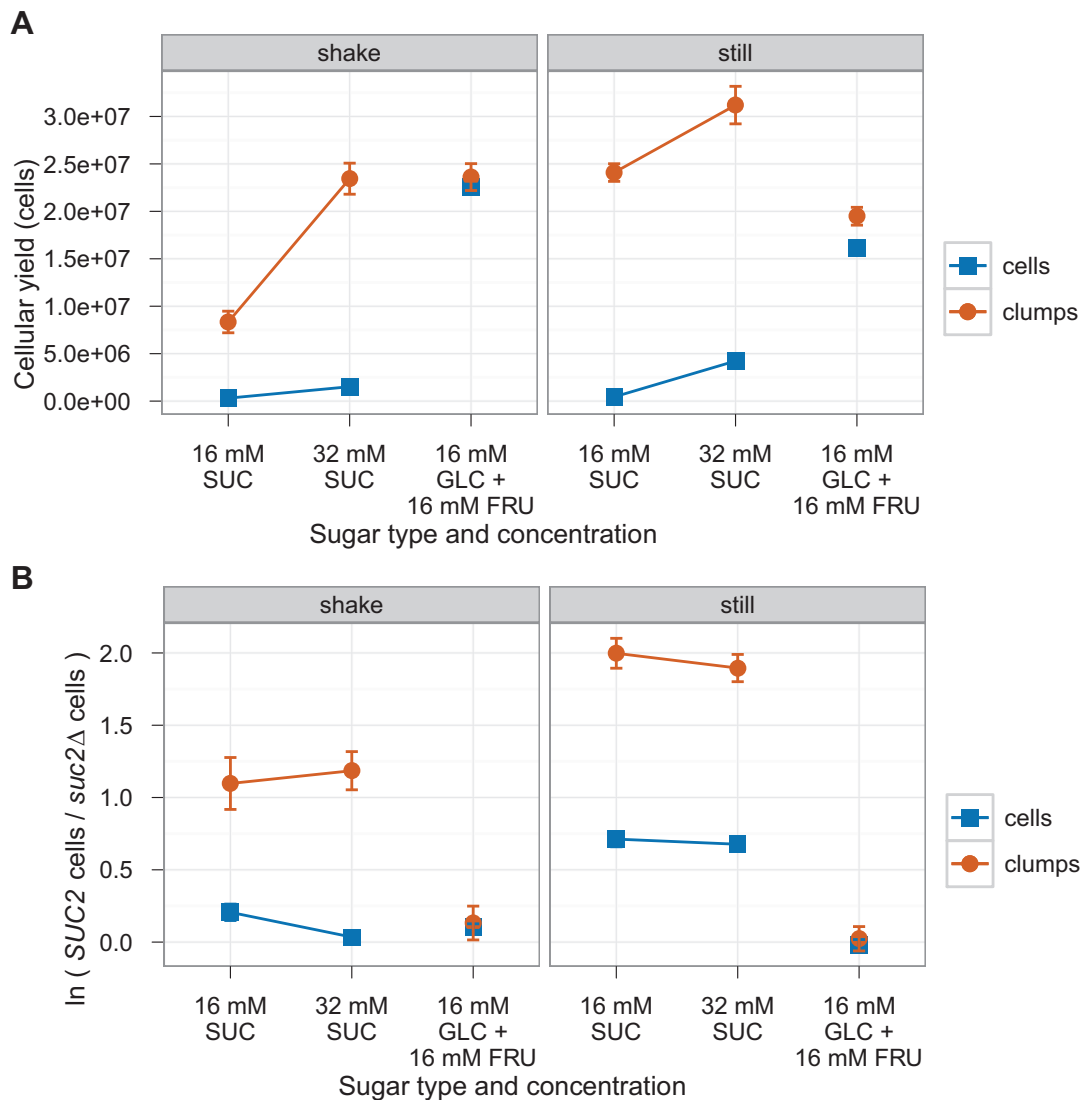 A
shake
still
3.0e+07
2.5e+07
2.0e+07
1.5e+07
1.0e+07
5.0e+06
0.0e+00
Cellular yield (cells)
16 mM
SUC
32 mM
SUC
16 mM
GLC +
16 mM FRU
16 mM
SUC
32 mM
SUC
16 mM
GLC +
16 mM FRU
Sugar type and concentration
cells
clumps
B
shake
still
2.0
1.5
1.0
0.5
0.0
ln ( SUC2 cells / suc2Δ cells )
16 mM
SUC
32 mM
SUC
16 mM
GLC +
16 mM FRU
16 mM
SUC
32 mM
SUC
16 mM
GLC +
16 mM FRU
Sugar type and concentration
cells
clumps